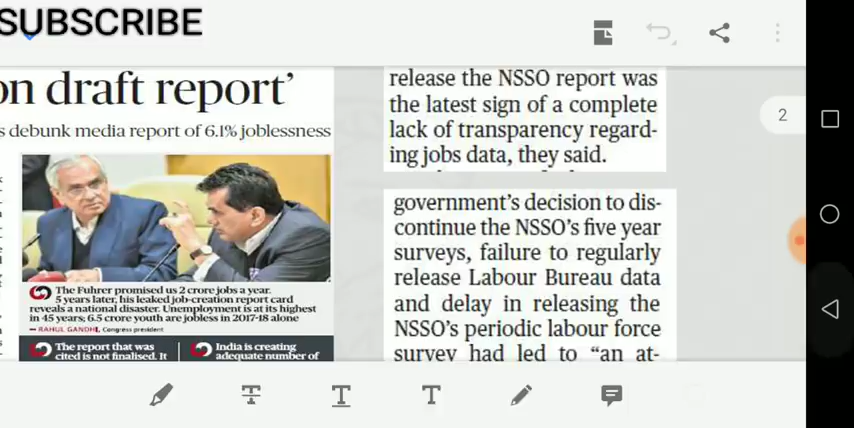 SUBSCRIBE
2
on draft report’
s debunk media report of 6.1% joblessness
The Fuhrer promised us 2 crore jobs a year.
5 years later, his leaked job-creation report card
reveals a national disaster. Unemployment is at its highest
in 45 years; 6.5 crore youth are jobless in 2017-18 alone
— RAHUL GANDHI, Congress president
The report that was
cited is not finalised. It
India is creating
adequate number of
release the NSSO report was
the latest sign of a complete
lack of transparency regard-
ing jobs data, they said.
government’s decision to dis-
continue the NSSO’s five year
surveys, failure to regularly
release Labour Bureau data
and delay in releasing the
NSSO’s periodic labour force
survey had led to “an at-
T
T
T